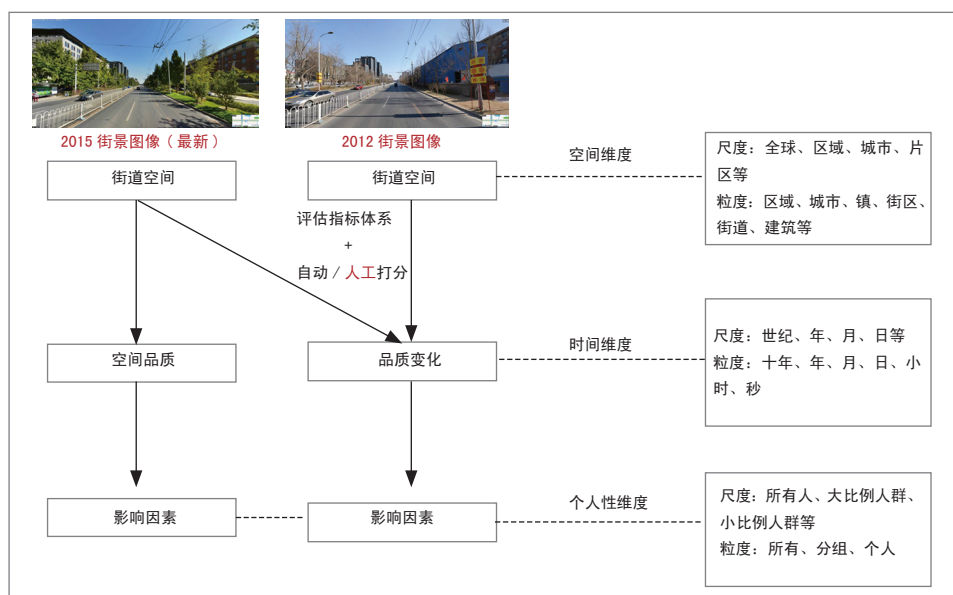 2015 街景图像（最新）
2012 街景图像
街道空间
街道空间
空间维度
尺度：全球、区域、城市、片
区等
粒度：区域、城市、镇、街区、
街道、建筑等
评估指标体系
+
自动 / 人工打分
空间品质
品质变化
时间维度
尺度：世纪、年、月、日等
粒度：十年、年、月、日、小
时、秒
影响因素
影响因素
个人性维度
尺度：所有人、大比例人群、
小比例人群等
粒度：所有、分组、个人